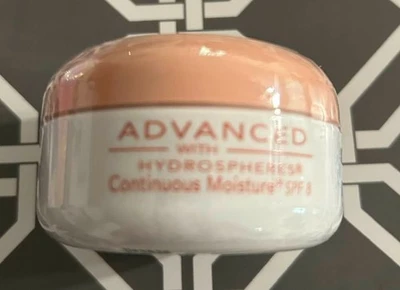 ADVANCED
WITH
HYDROSPHERES
Continuous Moisture SPF 8